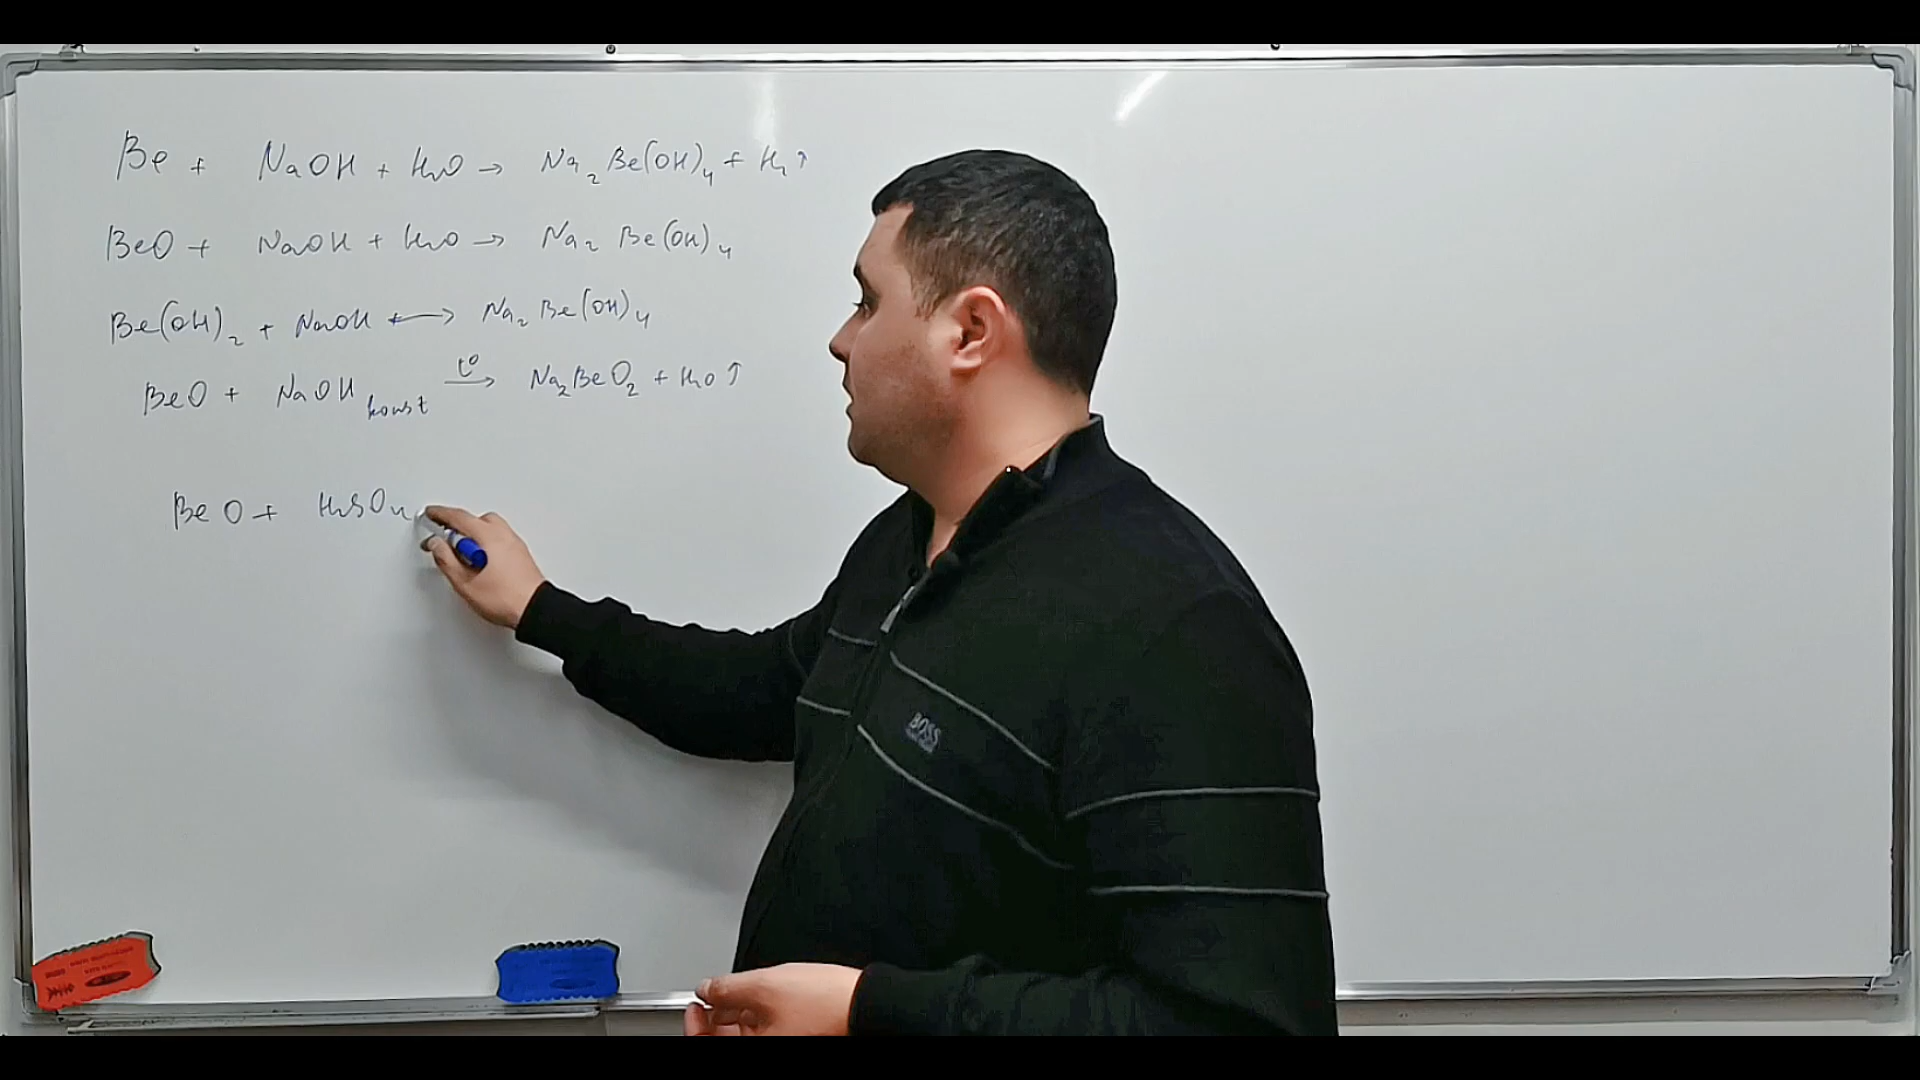 Be + NaOH + H₂O → Na₂Be(OH)₄ + H₂↑
BeO + NaOH + H₂O → Na₂Be(OH)₄
Be(OH)₂ + NaOH ⟷ Na₂Be(OH)₄
BeO + NaOH konst t° → Na₂BeO₂ + H₂O↑
BeO + H₂SO₄
BOSS